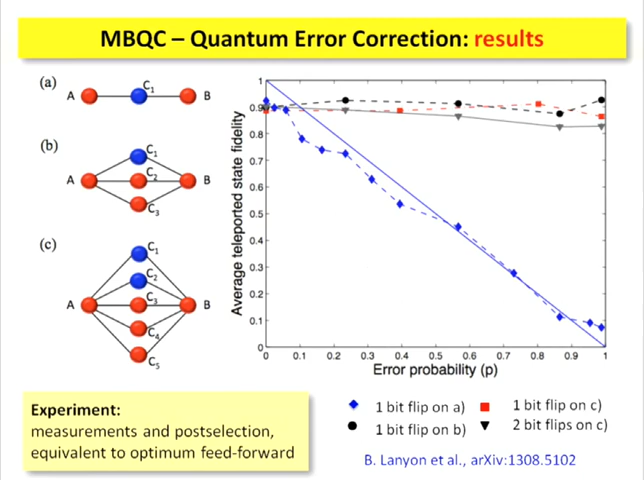 MBQC – Quantum Error Correction: results
(a)
A
C1
B
(b)
A
C1
C2
C3
B
(c)
A
C1
C2
C3
C4
C5
B
Average teleported state fidelity
1
0.9
0.8
0.7
0.6
0.5
0.4
0.3
0.2
0.1
0
0 0.1 0.2 0.3 0.4 0.5 0.6 0.7 0.8 0.9 1
Error probability (p)
Experiment:
measurements and postselection,
equivalent to optimum feed-forward
1 bit flip on a)
1 bit flip on c)
1 bit flip on b)
2 bit flips on c)
B. Lanyon et al., arXiv:1308.5102